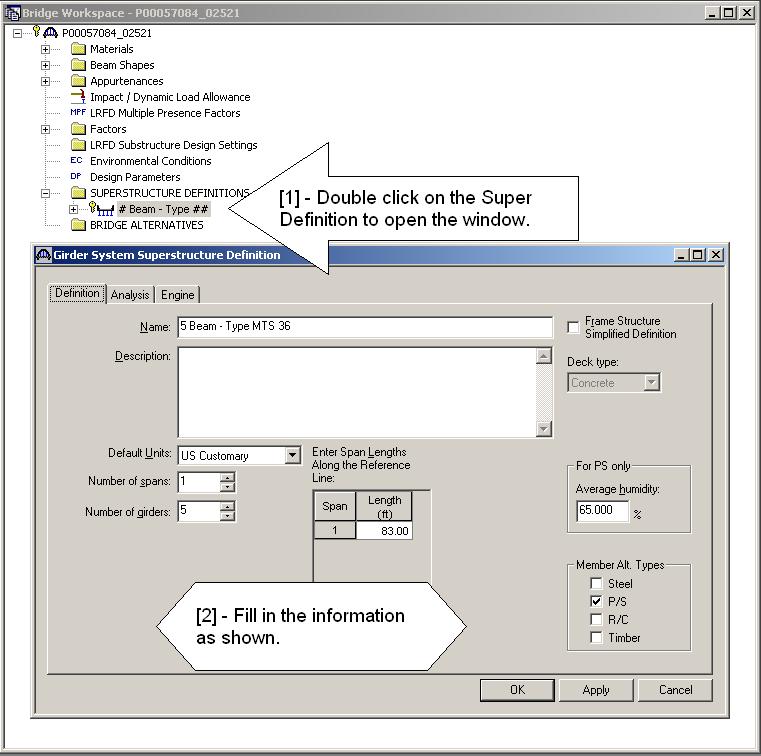 Bridge Workspace - P00057084_02521
P00057084_02521
Materials
Beam Shapes
Appurtenances
Impact / Dynamic Load Allowance
MPF LRFD Multiple Presence Factors
Factors
LRFD Substructure Design Settings
EC Environmental Conditions
DP Design Parameters
SUPERSTRUCTURE DEFINITIONS
# Beam - Type ##
BRIDGE ALTERNATIVES
[1] - Double click on the Super
Definition to open the window.
Girder System Superstructure Definition
Definition Analysis Engine
Name: 5 Beam - Type MTS 36
Frame Structure
Simplified Definition
Description:
Deck type:
Concrete
Default Units: US Customary
Number of spans: 1
Number of girders: 5
Enter Span Lengths
Along the Reference
Line:
Span Length
(ft)
1 83.00
For PS only
Average humidity:
65.000 %
Member Alt. Types
Steel
P/S
R/C
Timber
[2] - Fill in the information
as shown.
OK Apply Cancel